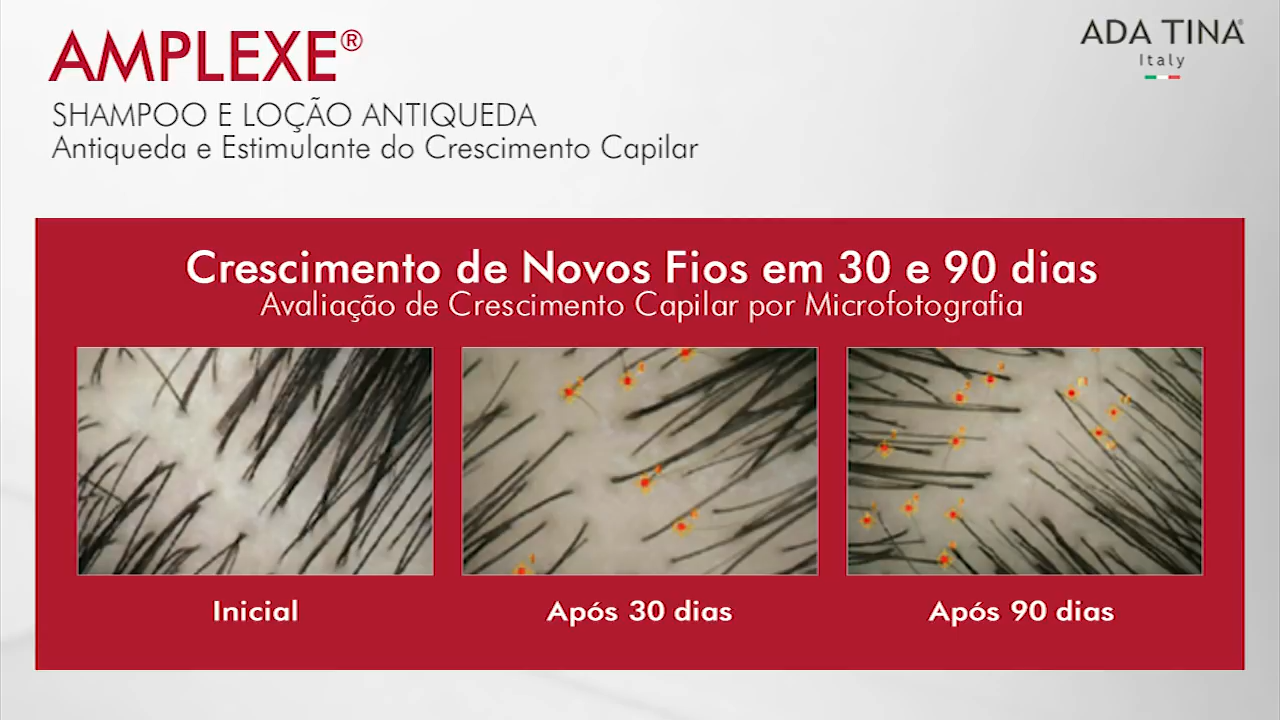 AMPLEXE®
ADA TINA®
Italy
SHAMPOO E LOÇÃO ANTIQUEDA
Antiqueda e Estimulante do Crescimento Capilar
Crescimento de Novos Fios em 30 e 90 dias
Avaliação de Crescimento Capilar por Microfotografia
Inicial
Após 30 dias
Após 90 dias